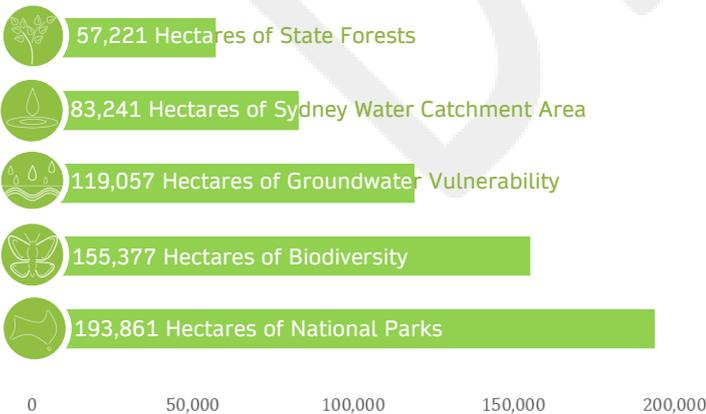 57,221 Hectares of State Forests
83,241 Hectares of Sydney Water Catchment Area
119,057 Hectares of Groundwater Vulnerability
155,377 Hectares of Biodiversity
193,861 Hectares of National Parks
0 50,000 100,000 150,000 200,000